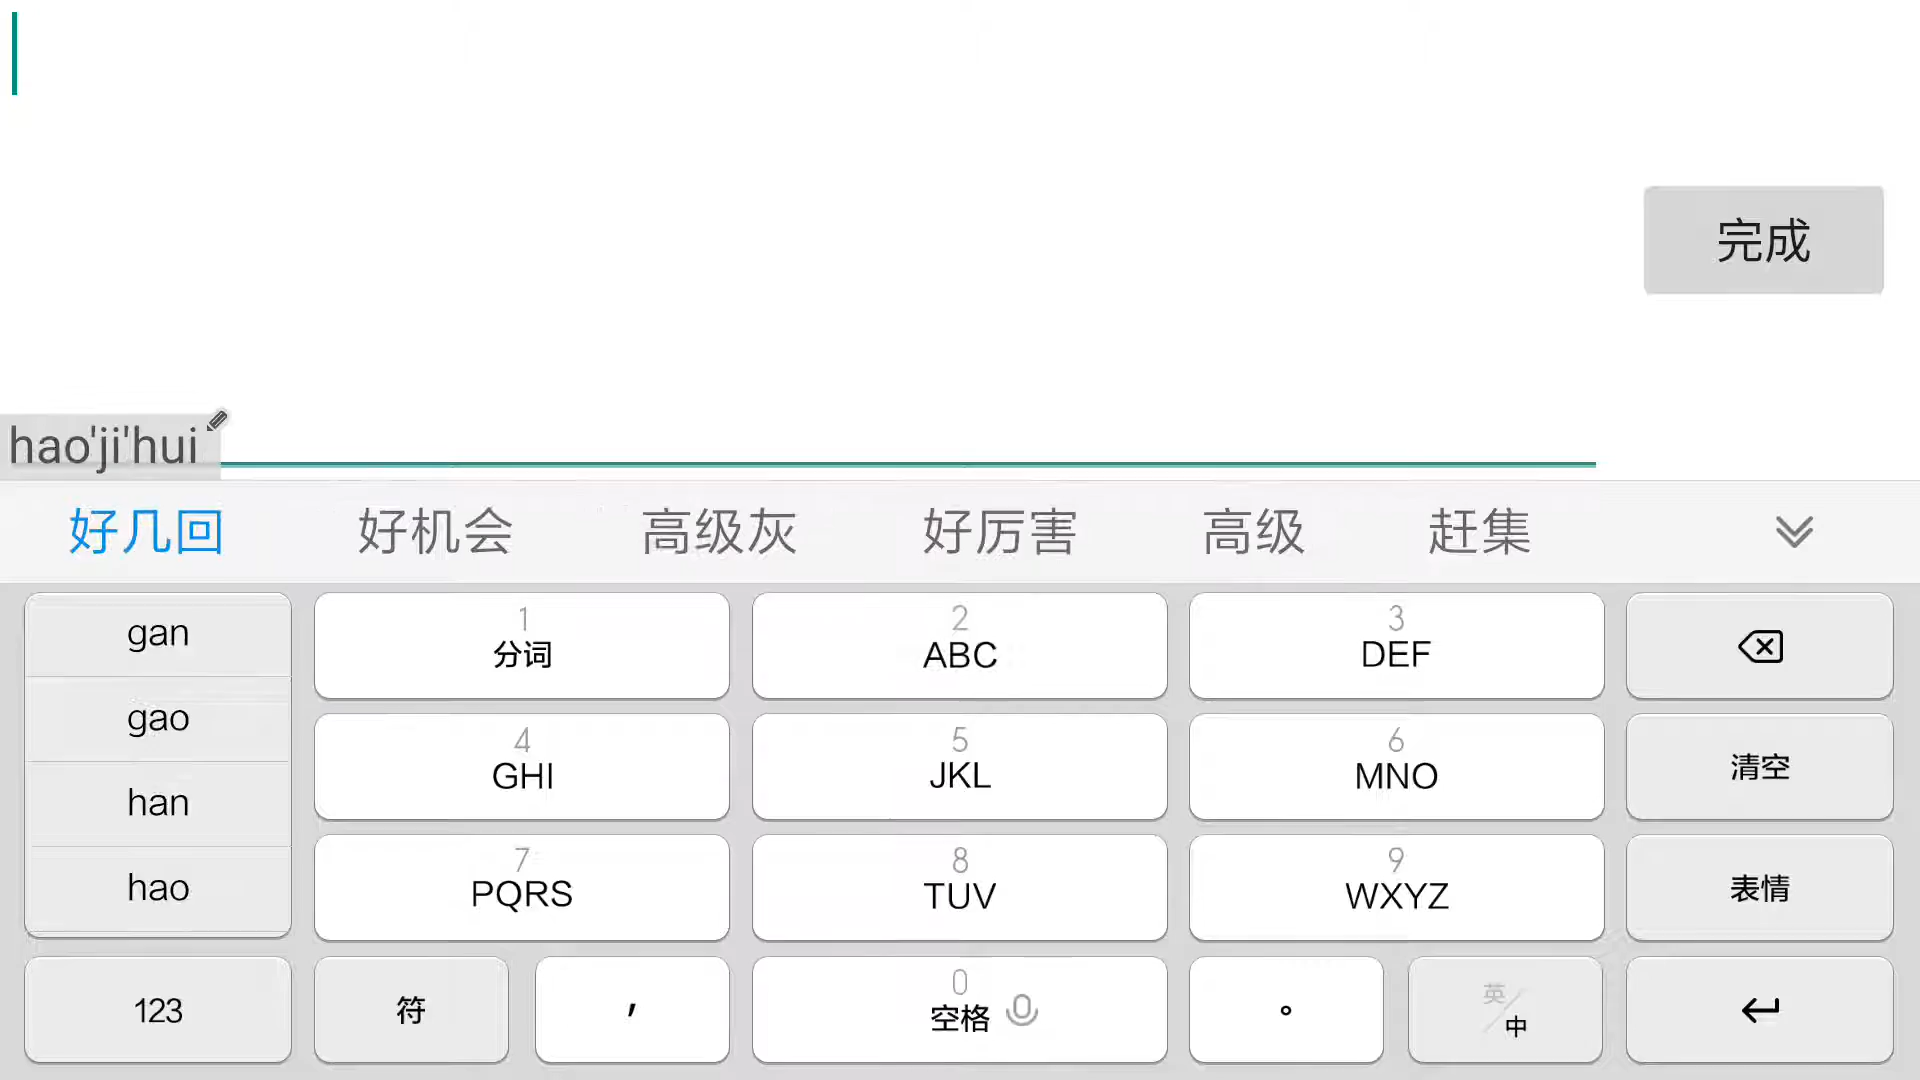 完成
hao'ji'hui
好几回 好机会 高级灰 好厉害 高级 赶集
gan
gao
han
hao
1
分词
2
ABC
3
DEF
4
GHI
5
JKL
6
MNO
清空
7
PQRS
8
TUV
9
WXYZ
表情
123
符
，
0
空格
。
英/中